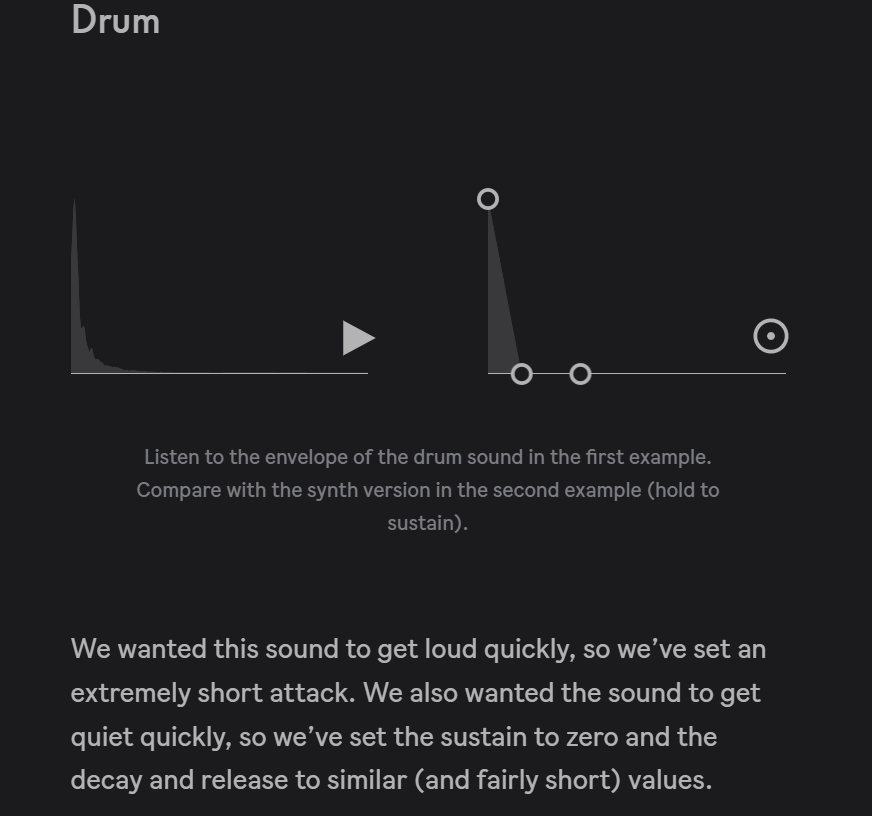 Drum
Listen to the envelope of the drum sound in the first example.
Compare with the synth version in the second example (hold to
sustain).
We wanted this sound to get loud quickly, so we’ve set an
extremely short attack. We also wanted the sound to get
quiet quickly, so we’ve set the sustain to zero and the
decay and release to similar (and fairly short) values.